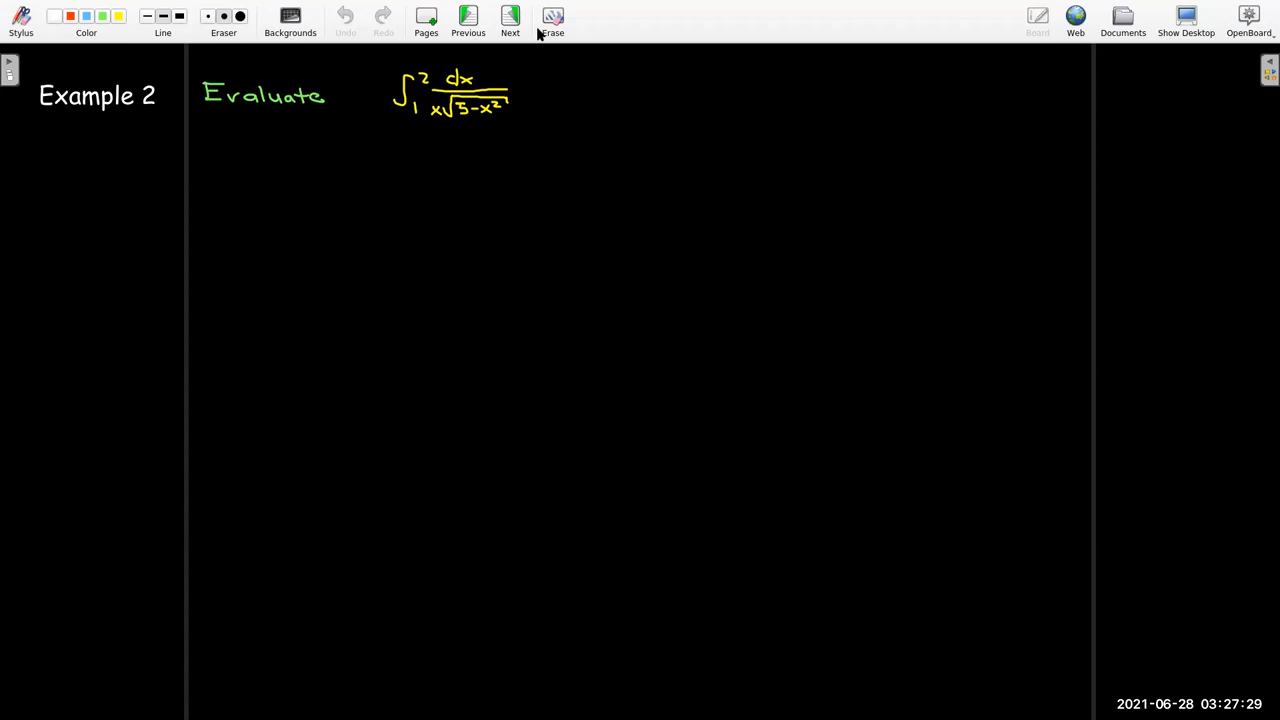 Stylus Color Line Eraser Backgrounds Undo Redo Pages Previous Next Erase Board Web Documents Show Desktop OpenBoard
Example 2 Evaluate ∫₁² dx / (x√(5-x²))
2021-06-28 03:27:29